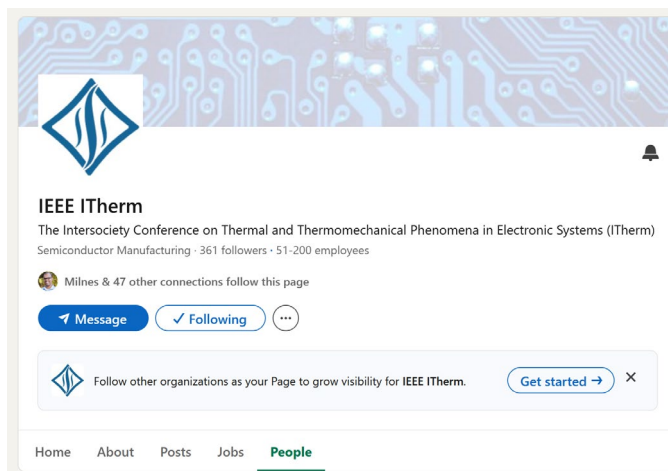 IEEE ITherm
The Intersociety Conference on Thermal and Thermomechanical Phenomena in Electronic Systems (ITherm)
Semiconductor Manufacturing · 361 followers · 51-200 employees
Milnes & 47 other connections follow this page
Message
Following
Follow other organizations as your Page to grow visibility for IEEE ITherm.
Get started →
Home About Posts Jobs People